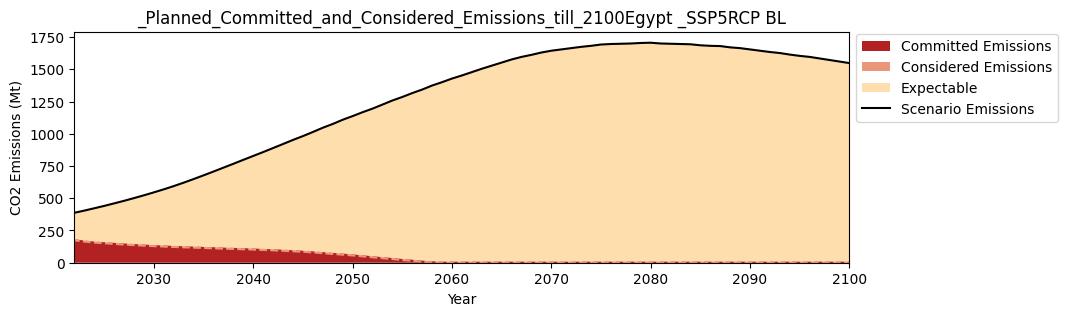 _Planned_Committed_and_Considered_Emissions_till_2100Egypt _SSP5RCP BL
CO2 Emissions (Mt)
1750
1500
1250
1000
750
500
250
0
2030 2040 2050 2060 2070 2080 2090 2100
Year
Committed Emissions
Considered Emissions
Expectable
Scenario Emissions